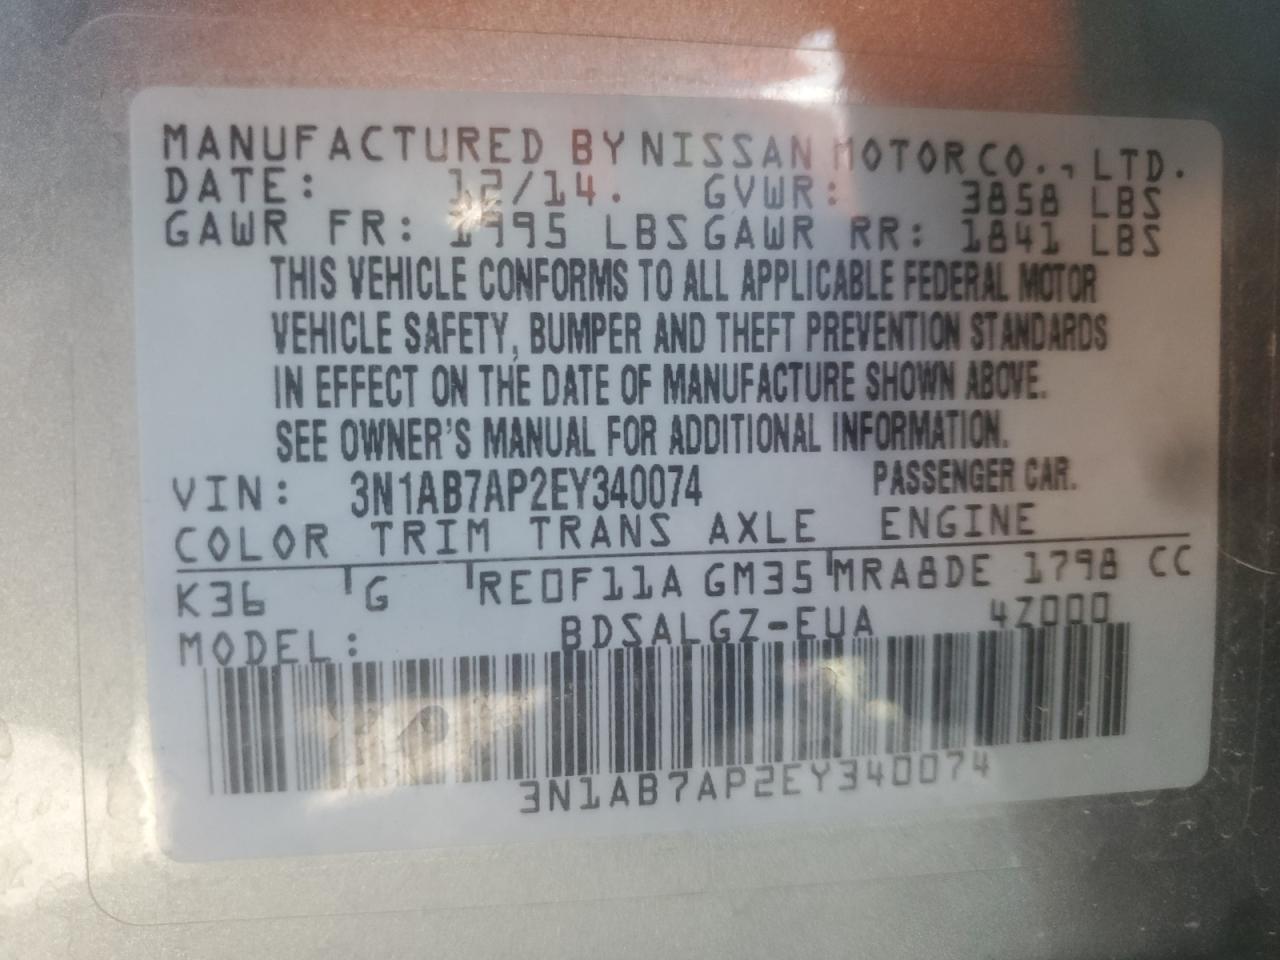 MANUFACTURED BY NISSAN MOTOR CO., LTD.
DATE: 12/14. GVWR: 3858 LBS
GAWR FR: 1995 LBS GAWR RR: 1841 LBS
THIS VEHICLE CONFORMS TO ALL APPLICABLE FEDERAL MOTOR
VEHICLE SAFETY, BUMPER AND THEFT PREVENTION STANDARDS
IN EFFECT ON THE DATE OF MANUFACTURE SHOWN ABOVE.
SEE OWNER'S MANUAL FOR ADDITIONAL INFORMATION.
VIN: 3N1AB7AP2EY340074 PASSENGER CAR.
COLOR TRIM TRANS AXLE ENGINE
K36 G RE0F11A GM35 MRA8DE 1798 CC
MODEL: BDSALGZ-EUA 4Z000
3N1AB7AP2EY340074